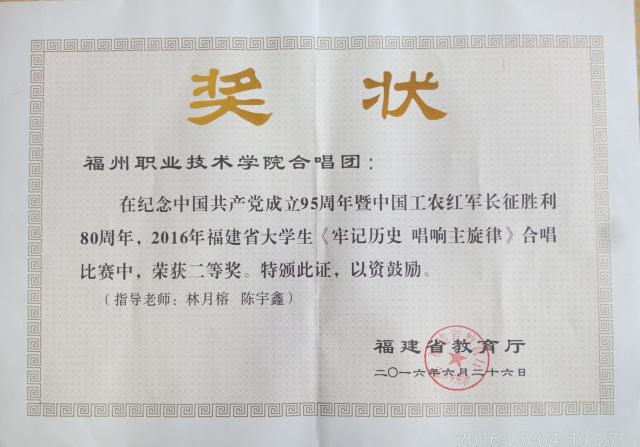 奖 状
福州职业技术学院合唱团：
在纪念中国共产党成立95周年暨中国工农红军长征胜利
80周年，2016年福建省大学生《牢记历史 唱响主旋律》合唱
比赛中，荣获二等奖。特颁此证，以资鼓励。
（指导老师：林月榕 陈宇鑫）
福建省教育厅
二〇一六年六月二十六日
2016-07-04 10:27